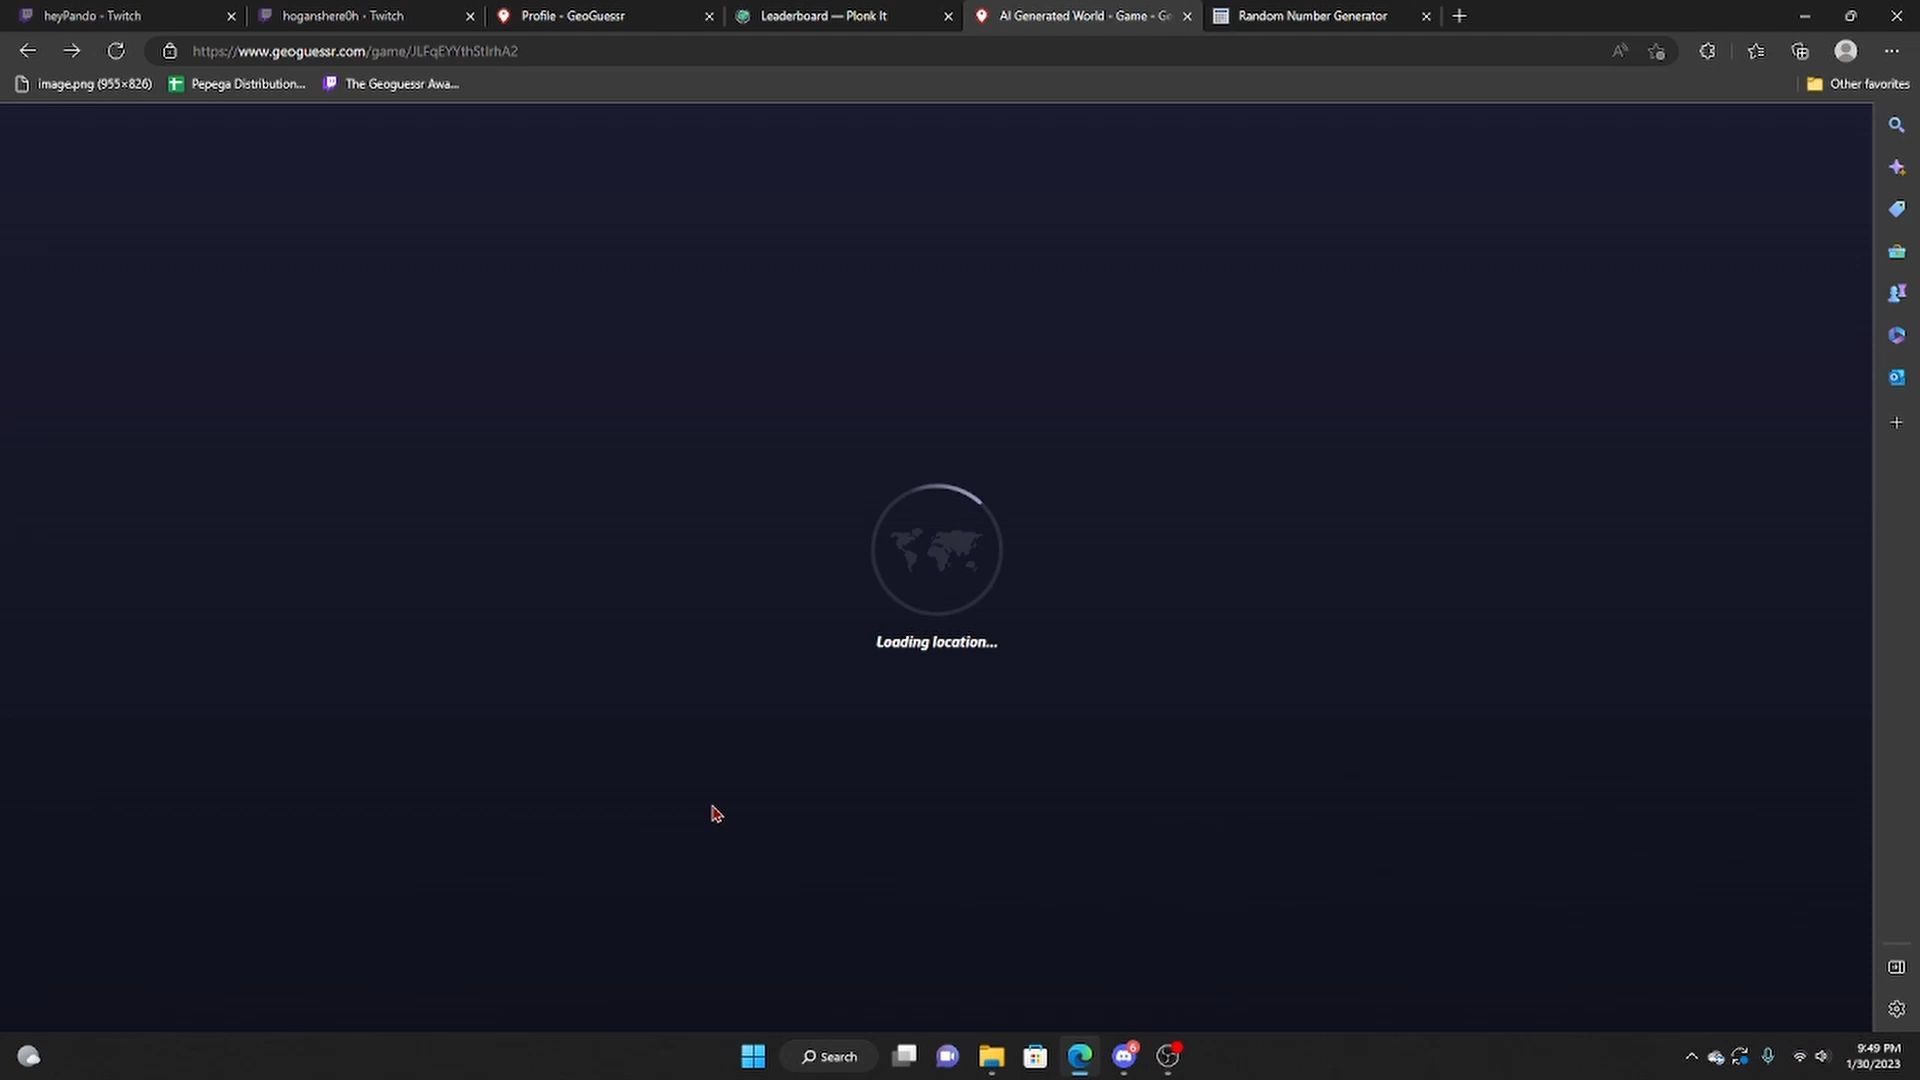 heyPando - Twitch
hoganshere0h - Twitch
Profile - GeoGuessr
Leaderboard — Plonk It
AI Generated World - Game - Ge
Random Number Generator
https://www.geoguessr.com/game/JLFqEYYthStIrhA2
image.png (955×826)
Pepega Distribution...
The Geoguessr Awa...
Other favorites
Loading location...
Search
6
9:49 PM
1/30/2023